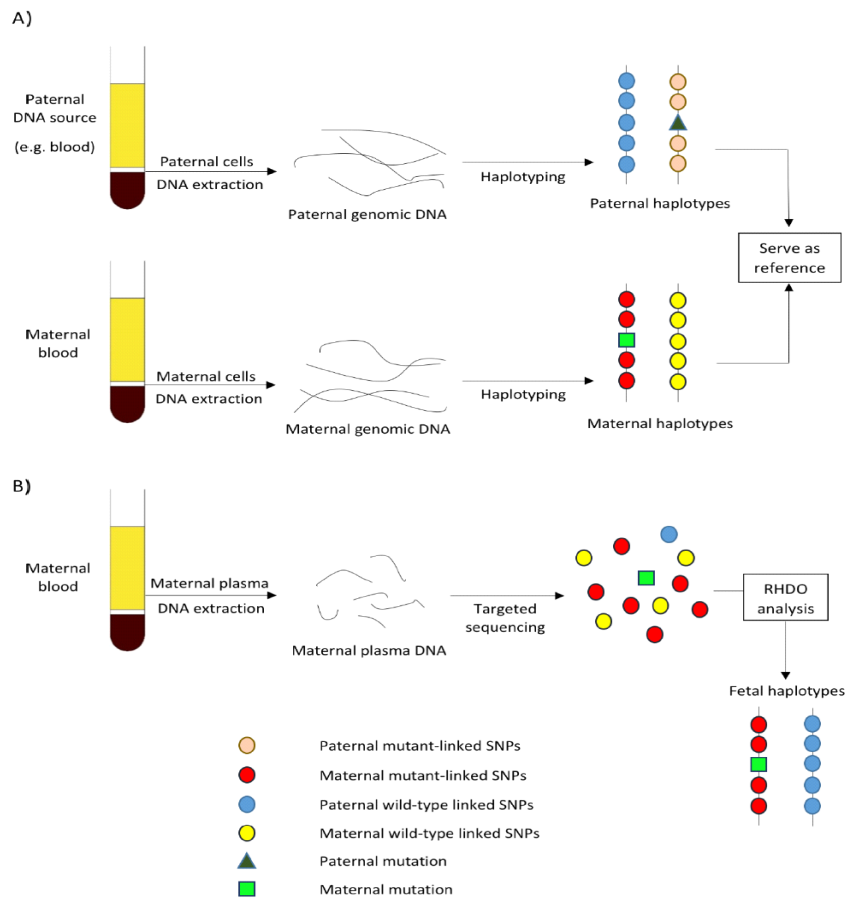 A)
Paternal
DNA source
(e.g. blood)
Paternal cells
DNA extraction
Paternal genomic DNA
Haplotyping
Paternal haplotypes
Serve as
reference
Maternal
blood
Maternal cells
DNA extraction
Maternal genomic DNA
Haplotyping
Maternal haplotypes
B)
Maternal
blood
Maternal plasma
DNA extraction
Maternal plasma DNA
Targeted
sequencing
RHDO
analysis
Fetal haplotypes
Paternal mutant-linked SNPs
Maternal mutant-linked SNPs
Paternal wild-type linked SNPs
Maternal wild-type linked SNPs
Paternal mutation
Maternal mutation